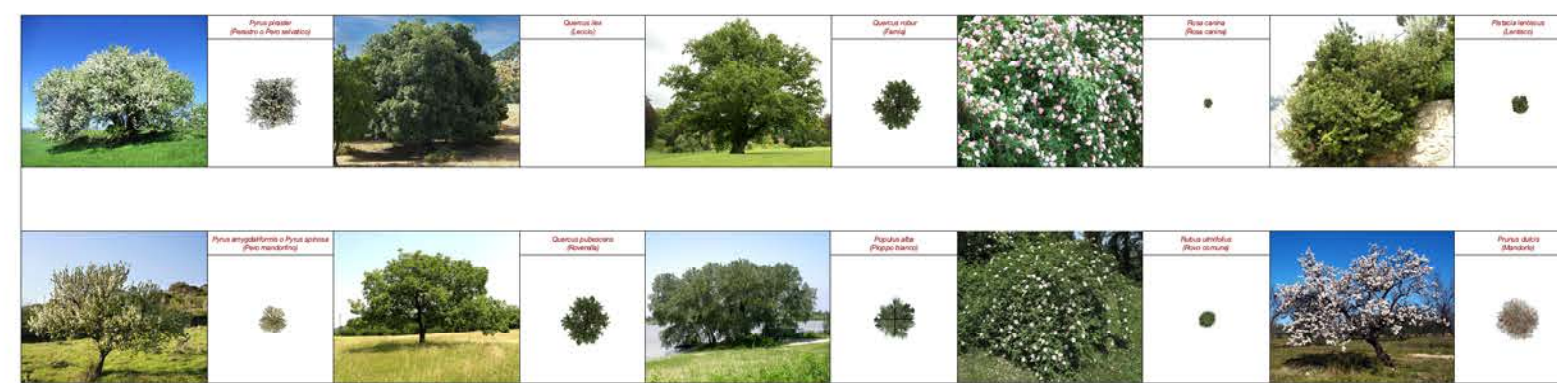 Pyrus piraster
(Perastro o Pero selvatico)
Quercus ilex
(Leccio)
Quercus robur
(Farnia)
Rosa canina
(Rosa canina)
Pistacia lentiscus
(Lentisco)
Pyrus amygdaliformis o Pyrus spinosa
(Pero mandorlino)
Quercus pubescens
(Roverella)
Populus alba
(Pioppo bianco)
Rubus ulmifolius
(Rovo comune)
Prunus dulcis
(Mandorlo)